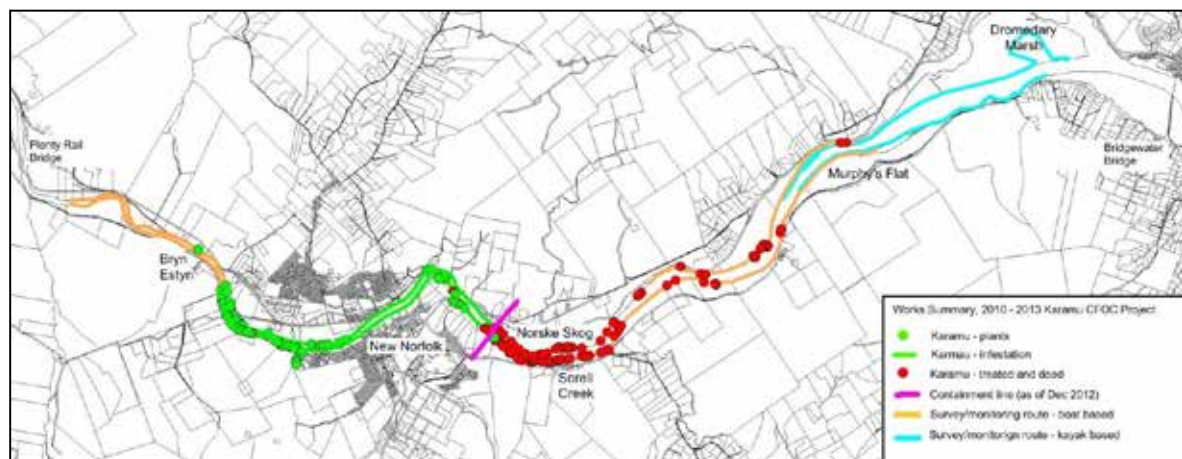 Dromedary
Marsh
Plenty Rail
Bridge
Bridgewater
Bridge
Murphy's Flat
Bryn
Estyn
Norske Skog
New Norfolk
Sorell
Creek
Works Summary, 2010 - 2013 Karamu CFOC Project
Karamu - plants
Karmau - infestation
Karamu - treated and dead
Containment line (as of Dec 2012)
Survey/monitoring route - boat based
Survey/monitorign route - kayak based